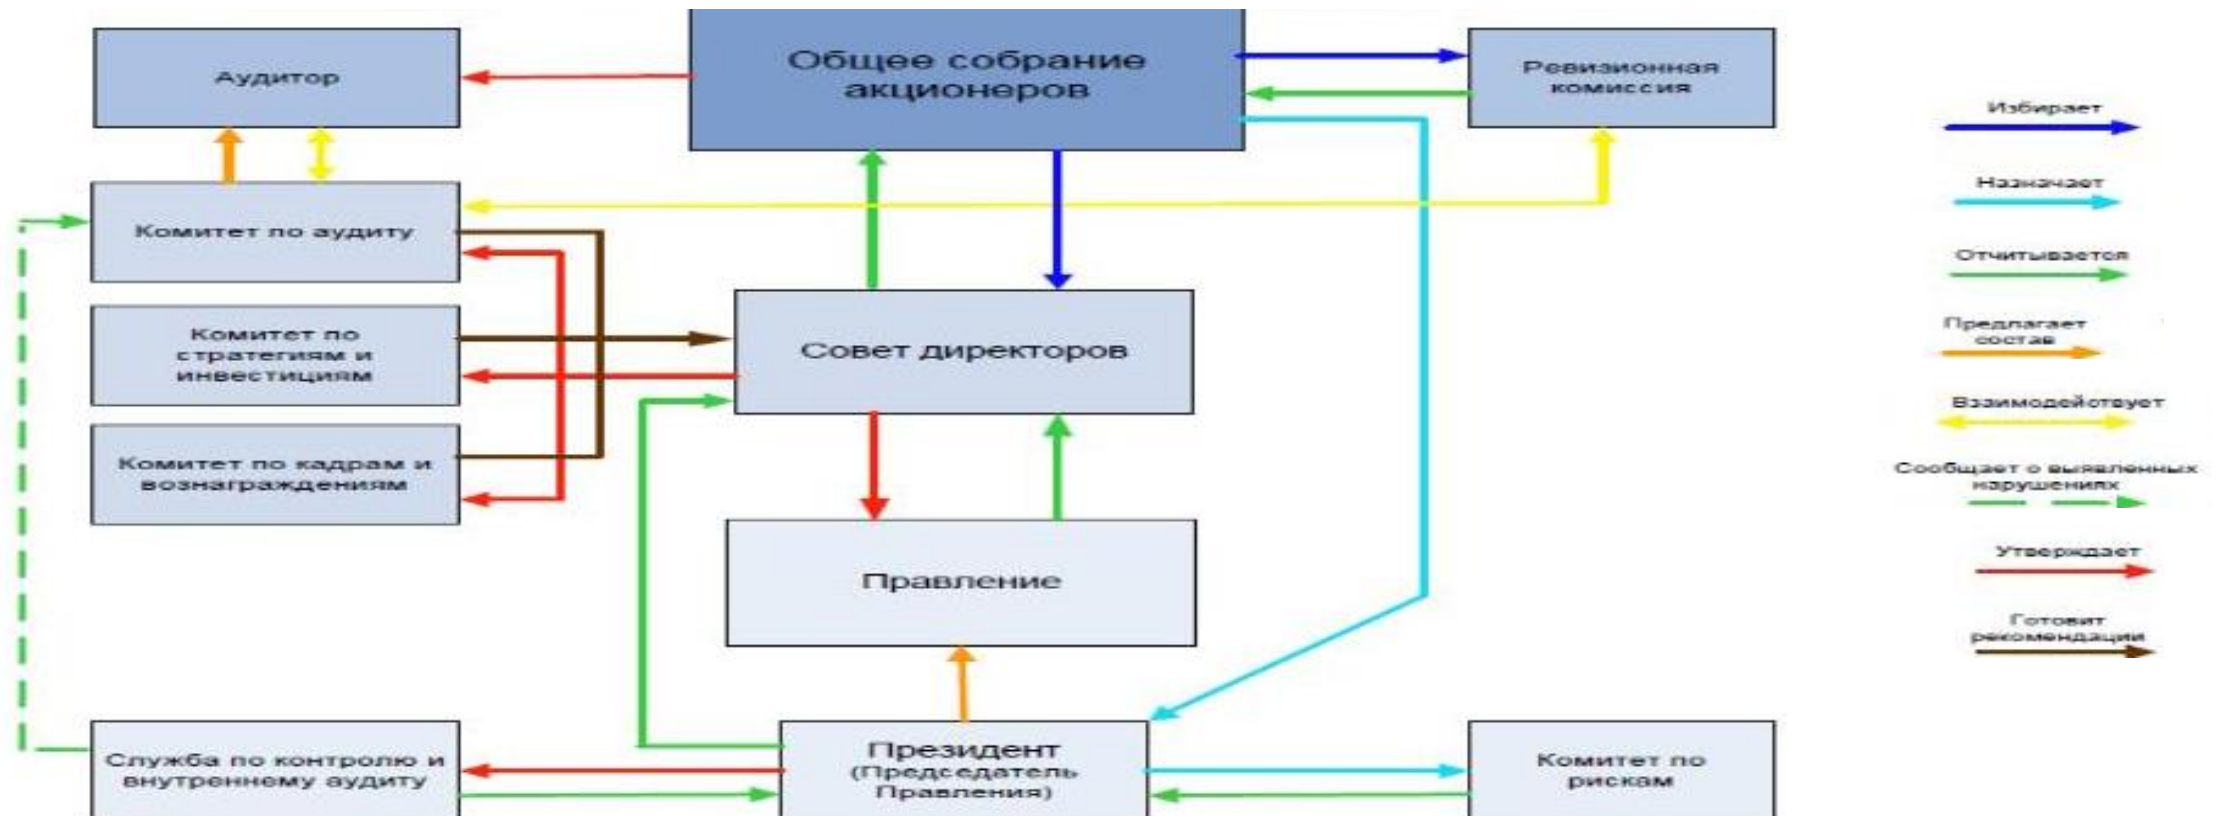 Общее собрание
акционеров
Аудитор
Ревизионная
комиссия
Комитет по аудиту
Комитет по
стратегиям и
инвестициям
Совет директоров
Комитет по кадрам и
вознаграждениям
Правление
Служба по контролю и
внутреннему аудиту
Президент
(Председатель
Правления)
Комитет по
рискам
Избирает
Назначает
Отчитывается
Предлагает
состав
Взаимодействует
Сообщает о выявленных
нарушениях
Утверждает
Готовит
рекомендации